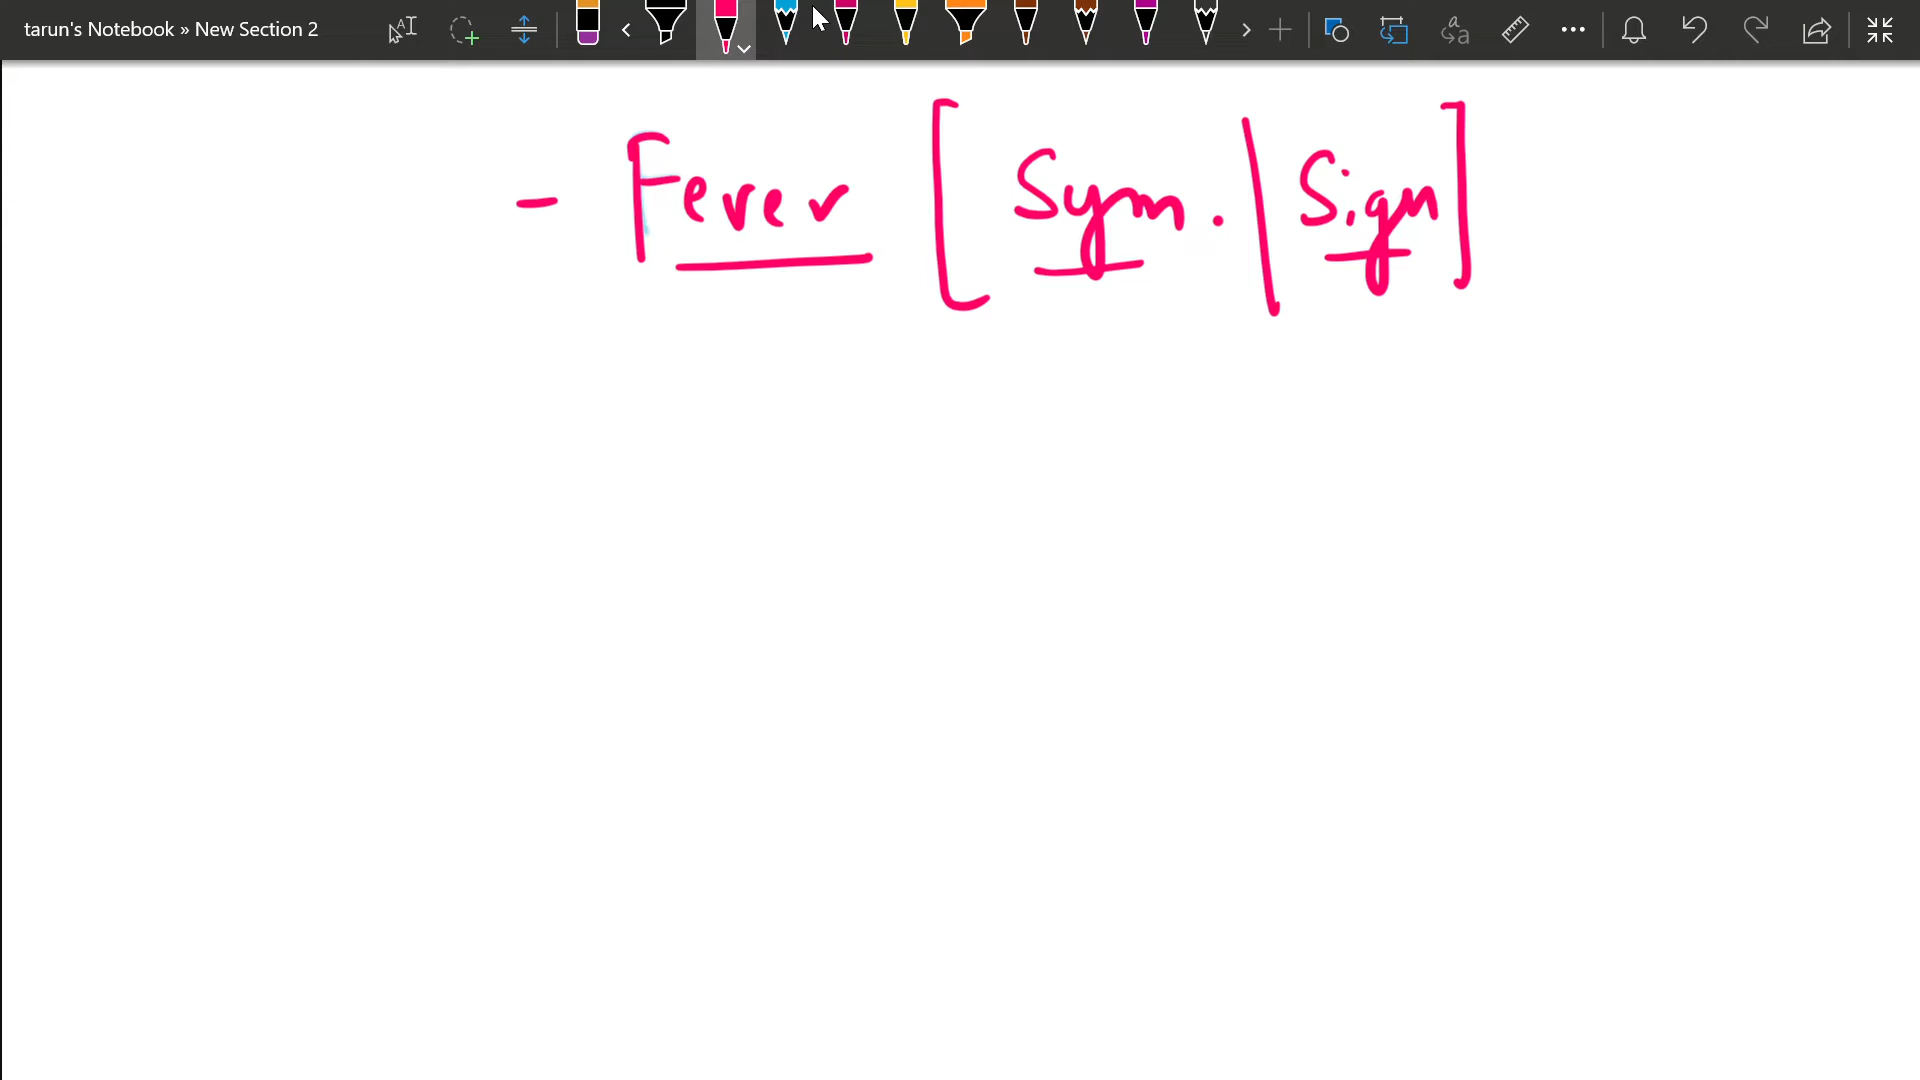 tarun's Notebook » New Section 2
- Fever [ Sym. | Sign ]